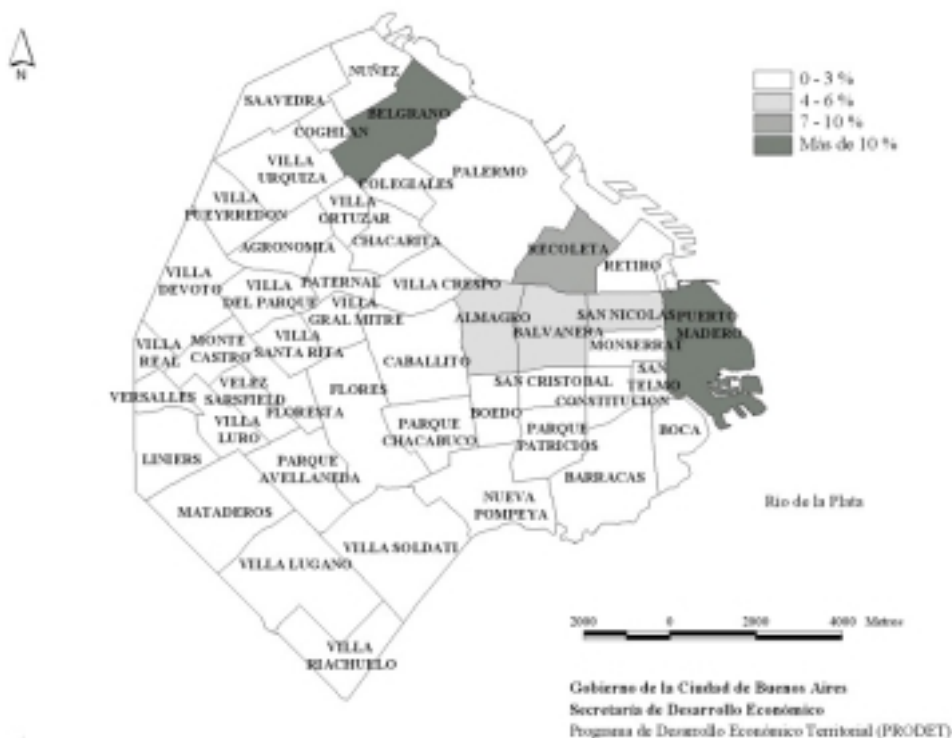 N
0 - 3 %
4 - 6 %
7 - 10 %
Más de 10 %
NUÑEZ
SAAVEDRA
BELGRANO
COGHLAN
VILLA
URQUIZA
COLEGIALES
PALERMO
VILLA
PUEYRREDON
VILLA
ORTUZAR
AGRONOMIA
CHACARITA
RECOLETA
RETIRO
VILLA
DEVOTO
VILLA
DEL PARQUE
PATERNAL
VILLA CRESPO
VILLA
GRAL MITRE
ALMAGRO
BALVANERA
SAN NICOLAS
PUERTO
MADERO
VILLA
REAL
MONTE
CASTRO
VILLA
SANTA RITA
CABALLITO
MONSERRAT
VERSALLES
VELEZ
SARSFIELD
FLORESTA
FLORES
SAN CRISTOBAL
SAN
TELMO
CONSTITUCION
VILLA
LURO
PARQUE
CHACABUCO
BOEDO
PARQUE
PATRICIOS
BOCA
LINIERS
PARQUE
AVELLANEDA
BARRACAS
MATADEROS
NUEVA
POMPEYA
Rio de la Plata
VILLA SOLDATI
VILLA LUGANO
VILLA
RIACHUELO
2000 0 2000 4000 Metros
Gobierno de la Ciudad de Buenos Aires
Secretaría de Desarrollo Económico
Programa de Desarrollo Económico Territorial (PRODET)